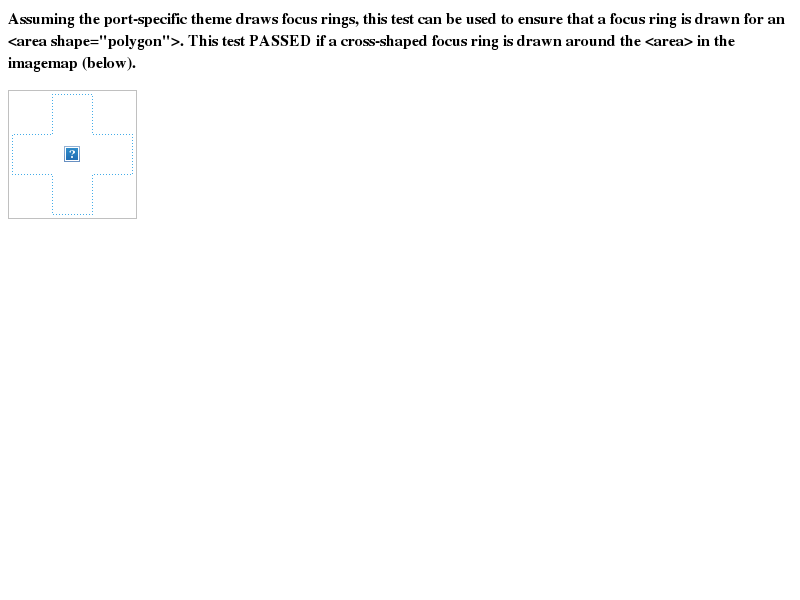 Assuming the port-specific theme draws focus rings, this test can be used to ensure that a focus ring is drawn for an
<area shape="polygon">. This test PASSED if a cross-shaped focus ring is drawn around the <area> in the
imagemap (below).
?